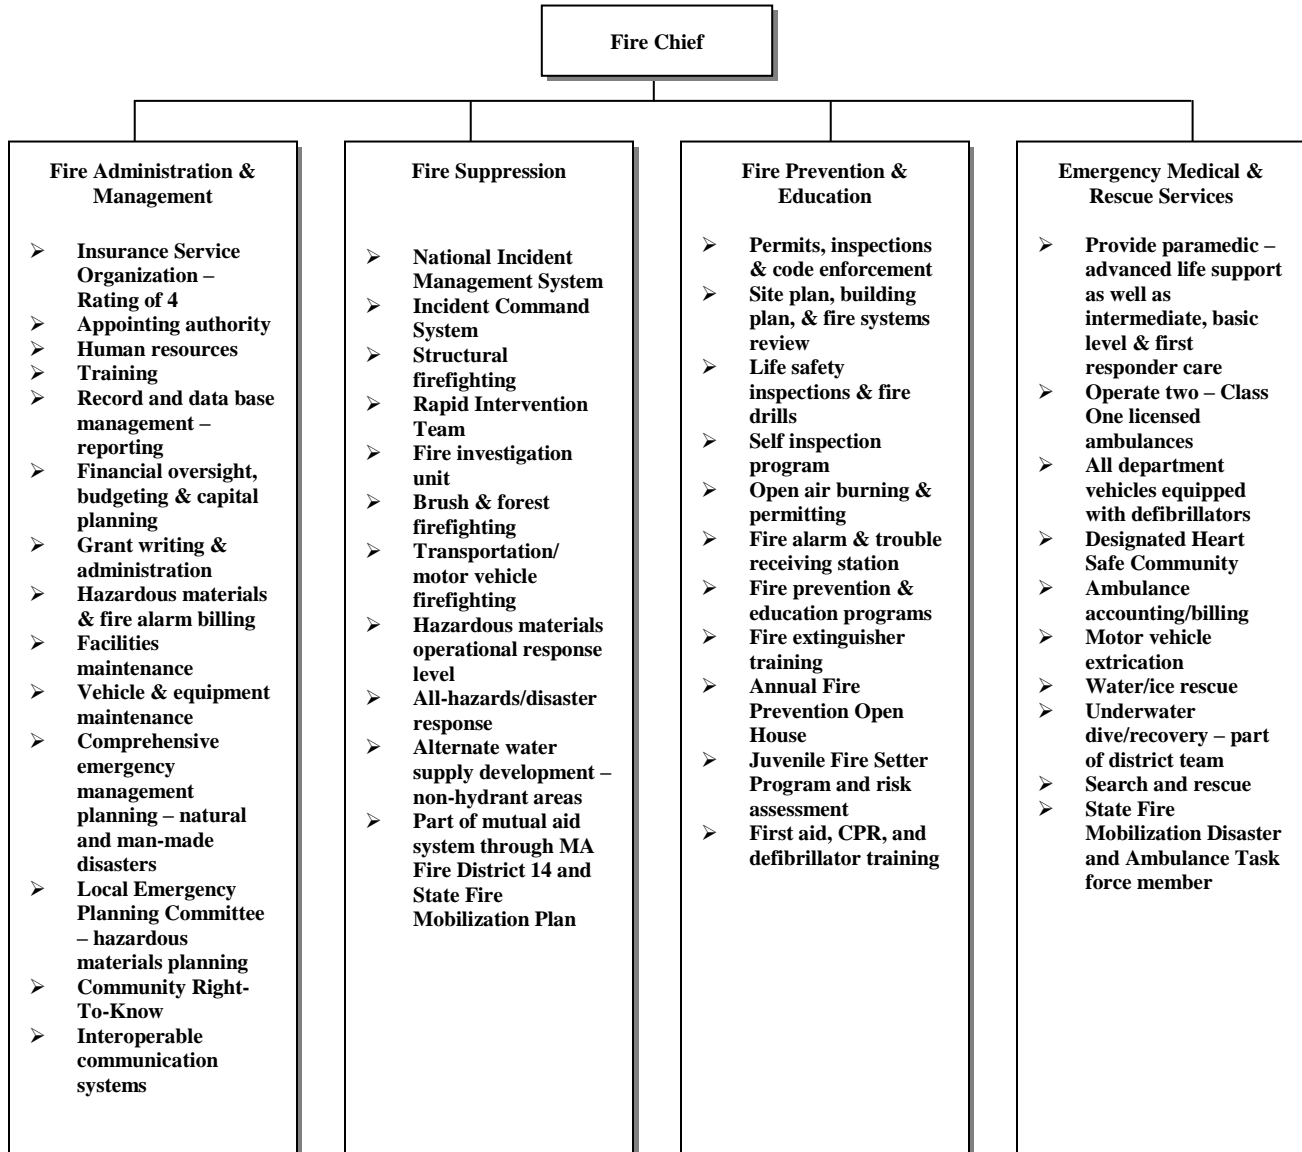 Fire Chief
Fire Administration &
Management
➢ Insurance Service
Organization –
Rating of 4
➢ Appointing authority
➢ Human resources
➢ Training
➢ Record and data base
management –
reporting
➢ Financial oversight,
budgeting & capital
planning
➢ Grant writing &
administration
➢ Hazardous materials
& fire alarm billing
➢ Facilities
maintenance
➢ Vehicle & equipment
maintenance
➢ Comprehensive
emergency
management
planning – natural
and man-made
disasters
➢ Local Emergency
Planning Committee
– hazardous
materials planning
➢ Community Right-
To-Know
➢ Interoperable
communication
systems
Fire Suppression
➢ National Incident
Management System
➢ Incident Command
System
➢ Structural
firefighting
➢ Rapid Intervention
Team
➢ Fire investigation
unit
➢ Brush & forest
firefighting
➢ Transportation/
motor vehicle
firefighting
➢ Hazardous materials
operational response
level
➢ All-hazards/disaster
response
➢ Alternate water
supply development –
non-hydrant areas
➢ Part of mutual aid
system through MA
Fire District 14 and
State Fire
Mobilization Plan
Fire Prevention &
Education
➢ Permits, inspections
& code enforcement
➢ Site plan, building
plan, & fire systems
review
➢ Life safety
inspections & fire
drills
➢ Self inspection
program
➢ Open air burning &
permitting
➢ Fire alarm & trouble
receiving station
➢ Fire prevention &
education programs
➢ Fire extinguisher
training
➢ Annual Fire
Prevention Open
House
➢ Juvenile Fire Setter
Program and risk
assessment
➢ First aid, CPR, and
defibrillator training
Emergency Medical &
Rescue Services
➢ Provide paramedic –
advanced life support
as well as
intermediate, basic
level & first
responder care
➢ Operate two – Class
One licensed
ambulances
➢ All department
vehicles equipped
with defibrillators
➢ Designated Heart
Safe Community
➢ Ambulance
accounting/billing
➢ Motor vehicle
extrication
➢ Water/ice rescue
➢ Underwater
dive/recovery – part
of district team
➢ Search and rescue
➢ State Fire
Mobilization Disaster
and Ambulance Task
force member